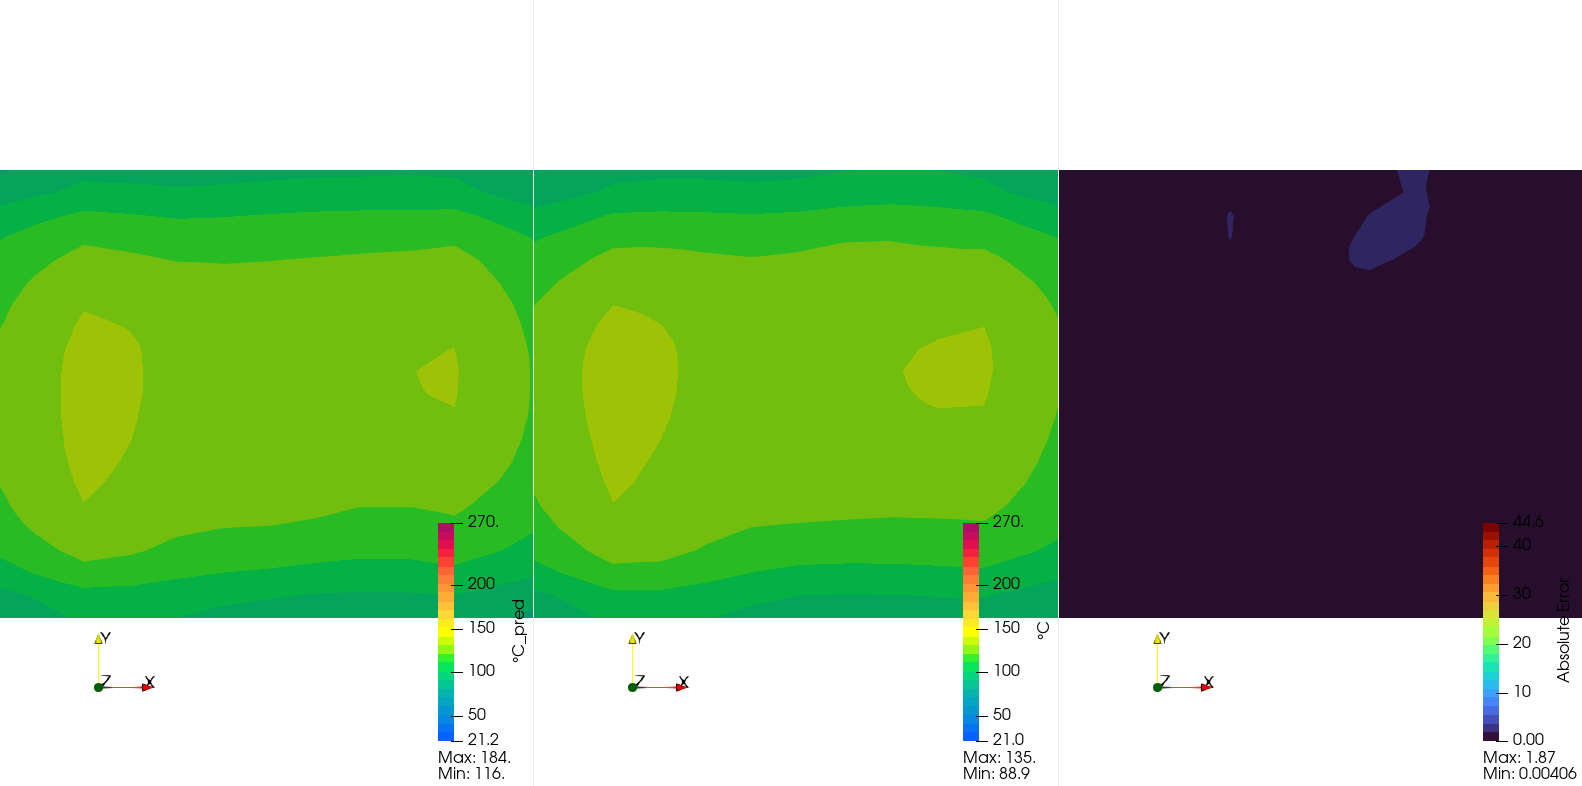 270.
200
150
100
50
21.2
°C_pred
Max: 184.
Min: 116.
Y
Z
X
270.
200
150
100
50
21.0
°C
Max: 135.
Min: 88.9
Y
Z
X
44.6
40
30
20
10
0.00
Absolute Error
Max: 1.87
Min: 0.00406
Y
Z
X